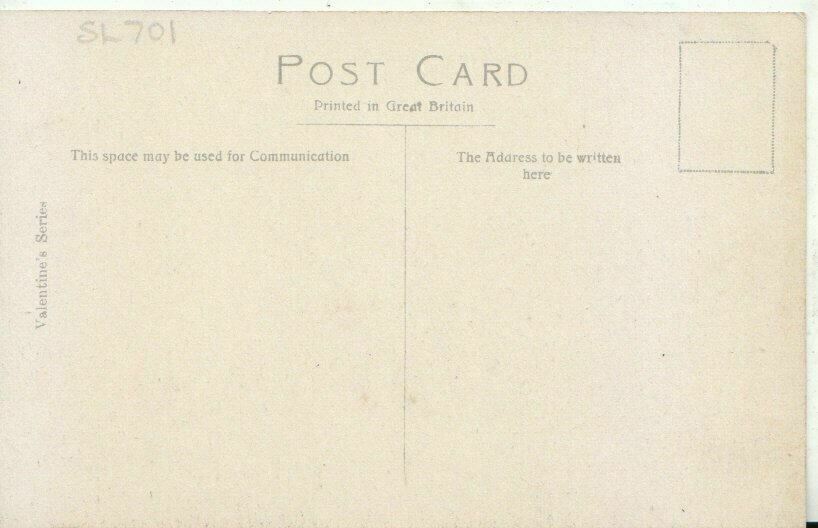 SL701
POST CARD
Printed in Great Britain
This space may be used for Communication
The Address to be written
here
Valentine's Series